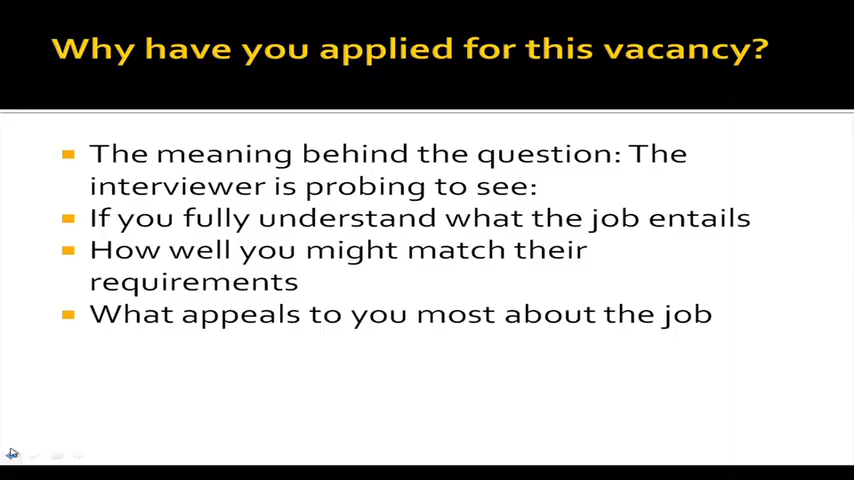 Why have you applied for this vacancy?
The meaning behind the question: The
interviewer is probing to see:
If you fully understand what the job entails
How well you might match their
requirements
What appeals to you most about the job